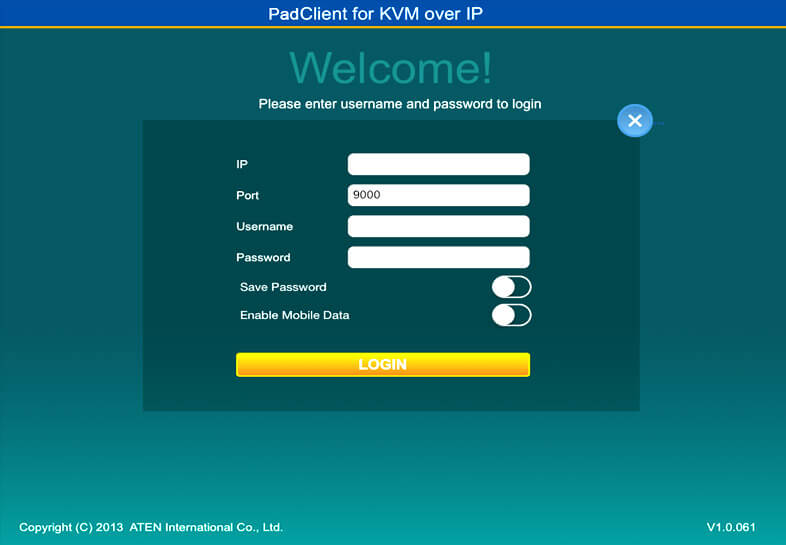 PadClient for KVM over IP
Welcome!
Please enter username and password to login
IP
Port 9000
Username
Password
Save Password
Enable Mobile Data
LOGIN
Copyright (C) 2013 ATEN International Co., Ltd. V1.0.061